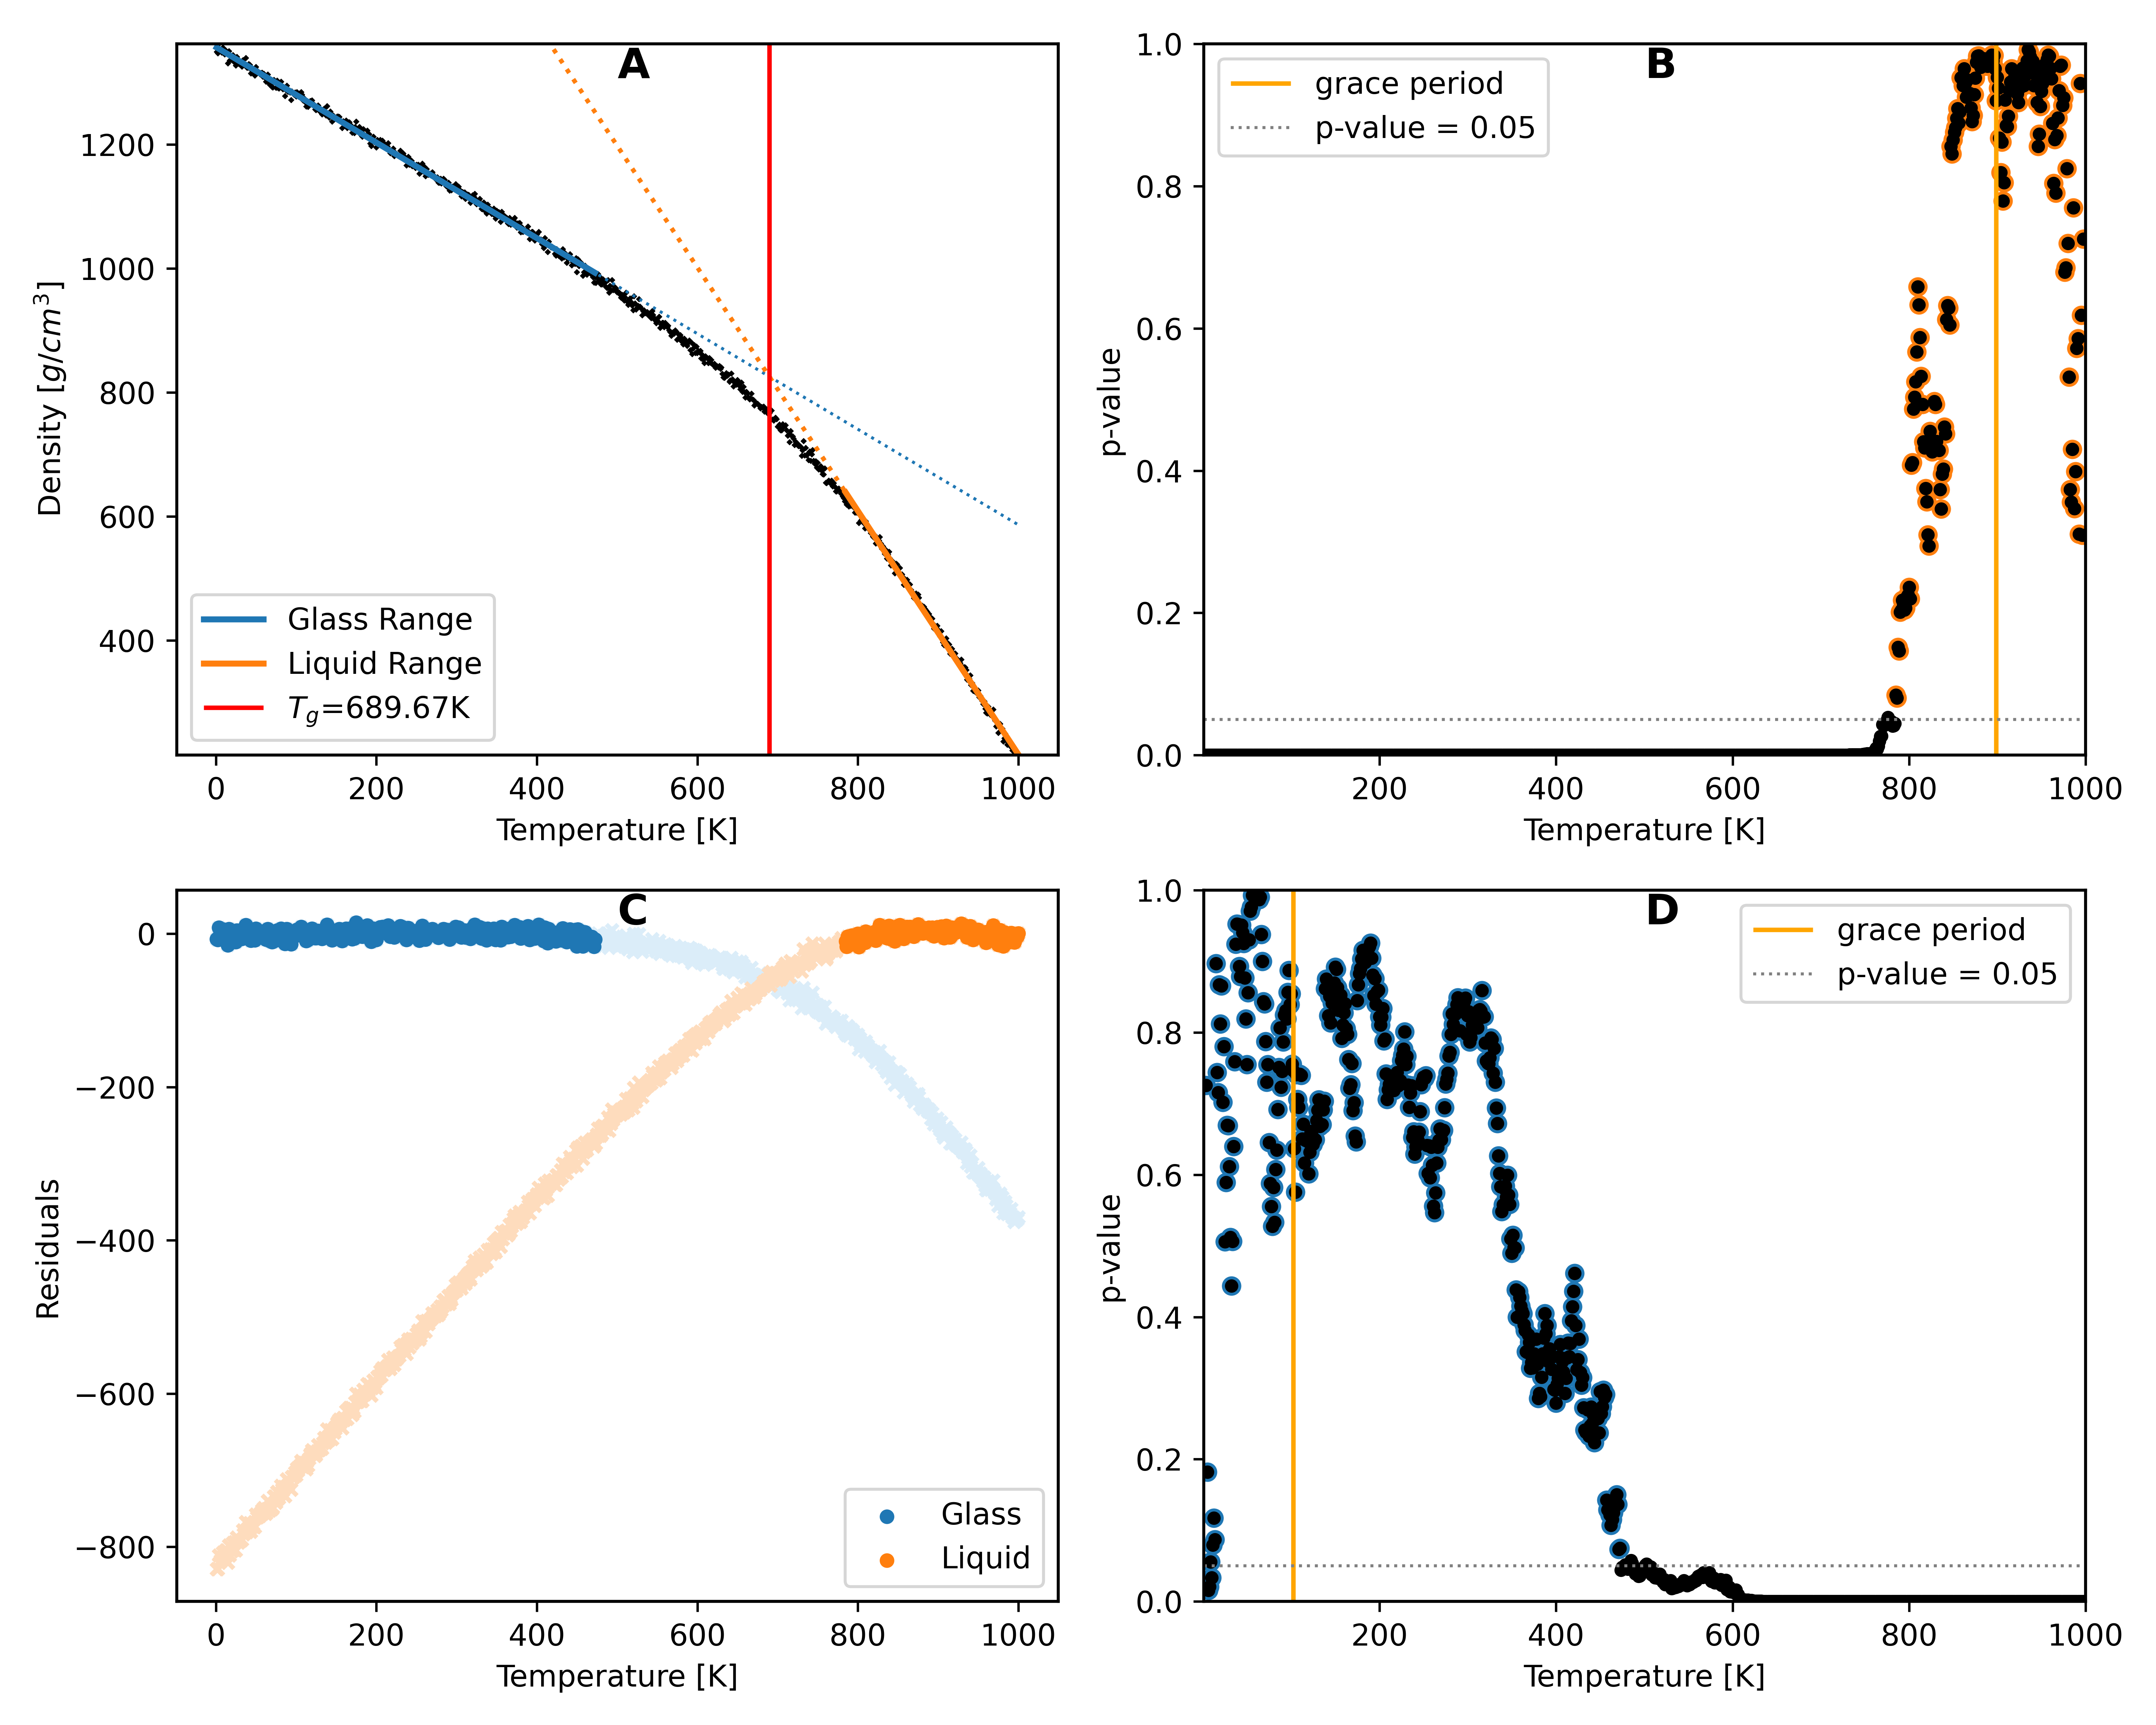 A
Density [g/cm³]
1200
1000
800
600
400
Glass Range
Liquid Range
T_g=689.67K
0 200 400 600 800 1000
Temperature [K]
B
p-value
1.0
0.8
0.6
0.4
0.2
0.0
grace period
p-value = 0.05
200 400 600 800 1000
Temperature [K]
C
Residuals
0
−200
−400
−600
−800
Glass
Liquid
0 200 400 600 800 1000
Temperature [K]
D
p-value
1.0
0.8
0.6
0.4
0.2
0.0
grace period
p-value = 0.05
200 400 600 800 1000
Temperature [K]